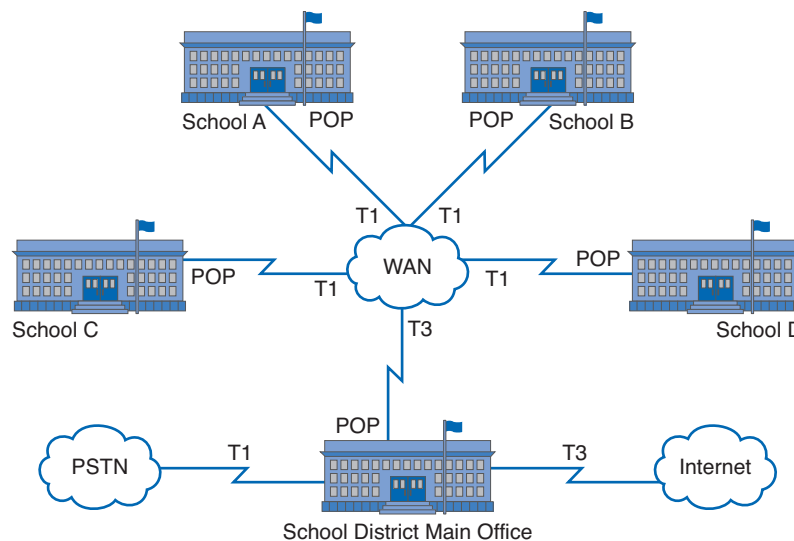 School A
POP
POP
School B
T1
T1
WAN
POP
T1
T1
POP
School C
School D
T3
POP
PSTN
T1
T3
Internet
School District Main Office